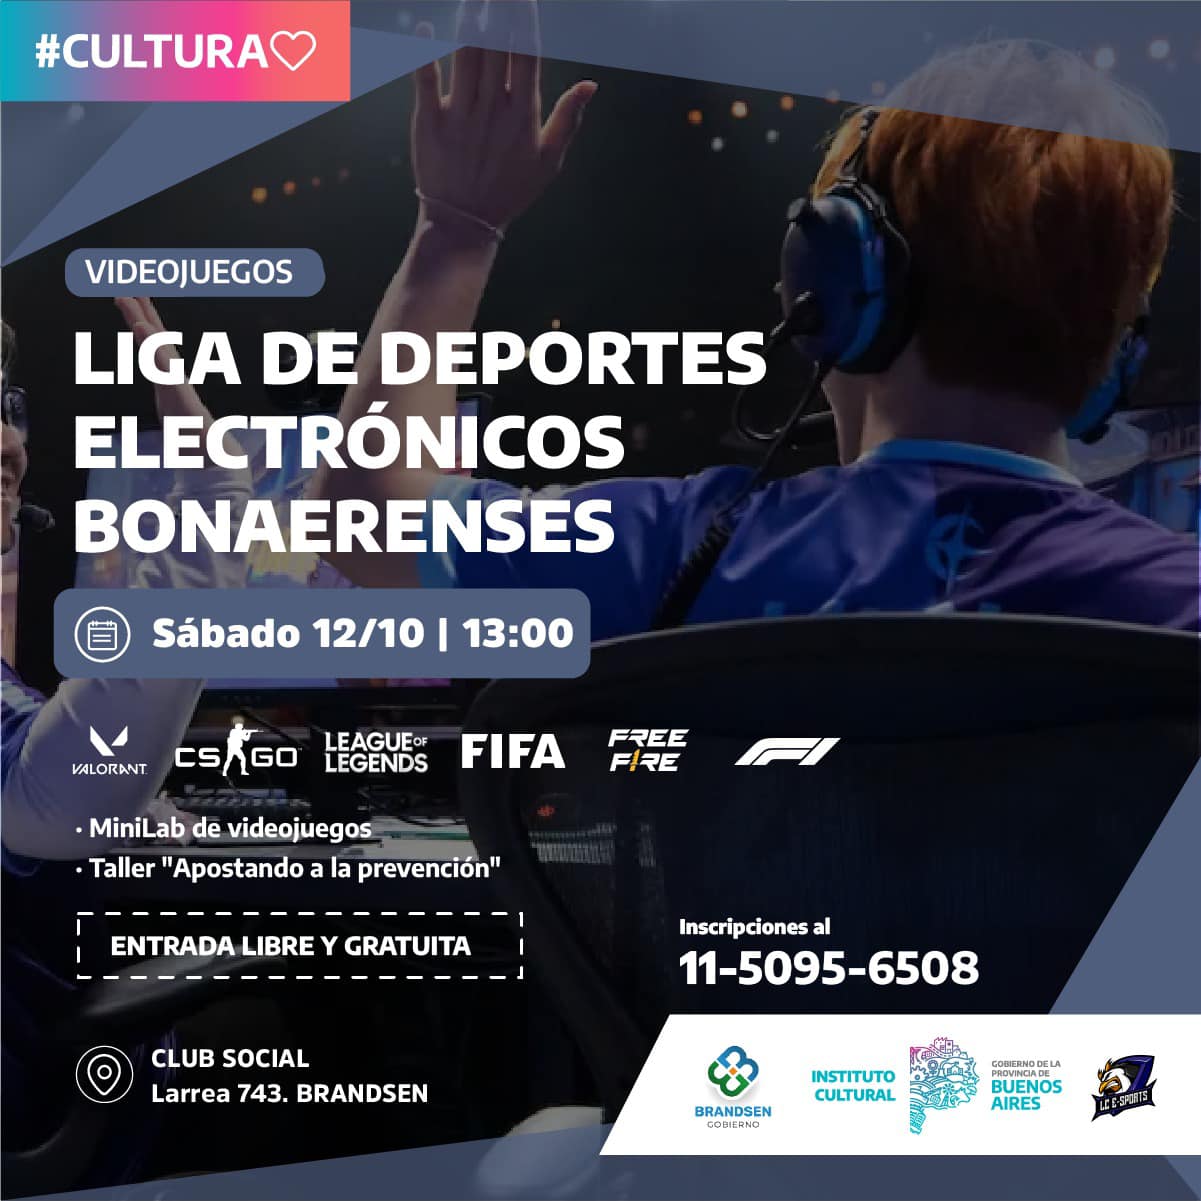 #CULTURA
VIDEOJUEGOS
LIGA DE DEPORTES
ELECTRÓNICOS
BONAERENSES
Sábado 12/10 | 13:00
VALORANT
CS GO
LEAGUE OF
LEGENDS
FIFA
FREE
FIRE
F1
• MiniLab de videojuegos
• Taller "Apostando a la prevención"
ENTRADA LIBRE Y GRATUITA
Inscripciones al
11-5095-6508
CLUB SOCIAL
Larrea 743. BRANDSEN
BRANDSEN
GOBIERNO
INSTITUTO
CULTURAL
GOBIERNO DE LA
PROVINCIA DE
BUENOS
AIRES
LC E-SPORTS